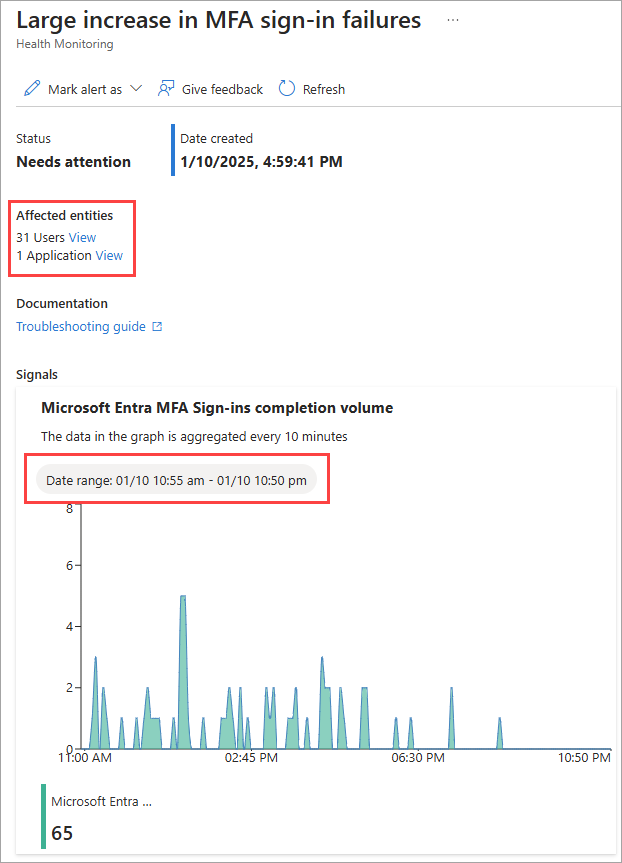 Large increase in MFA sign-in failures ...
Health Monitoring
Mark alert as Give feedback Refresh
Status Date created
Needs attention 1/10/2025, 4:59:41 PM
Affected entities
31 Users View
1 Application View
Documentation
Troubleshooting guide
Signals
Microsoft Entra MFA Sign-ins completion volume
The data in the graph is aggregated every 10 minutes
Date range: 01/10 10:55 am - 01/10 10:50 pm
8
6
4
2
0
11:00 AM 02:45 PM 06:30 PM 10:50 PM
Microsoft Entra ...
65